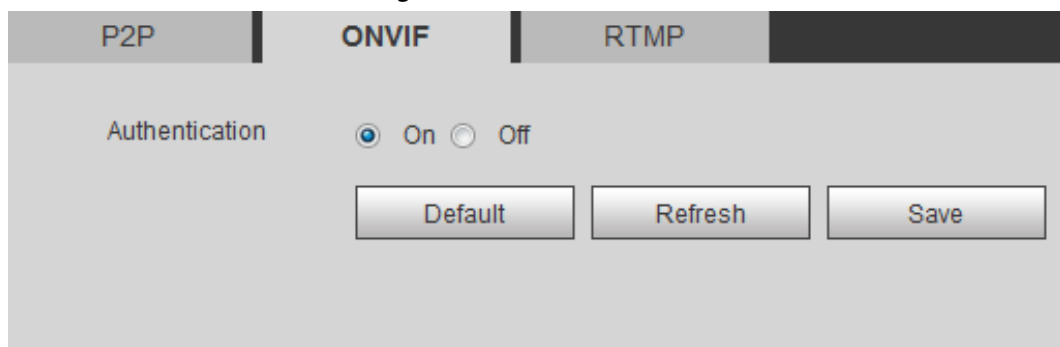 P2P ONVIF RTMP
Authentication On Off
Default Refresh Save